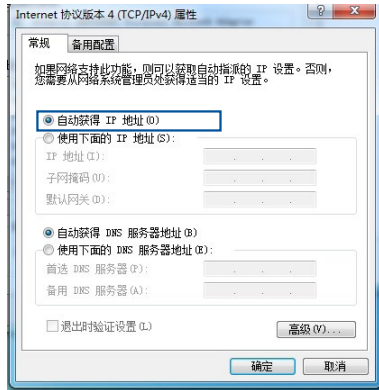 Internet 协议版本 4 (TCP/IPv4) 属性
常规 备用配置
如果网络支持此功能，则可以获取自动指派的 IP 设置。否则，
您需要从网络系统管理员处获得适当的 IP 设置。
自动获得 IP 地址(O)
使用下面的 IP 地址(S):
IP 地址(I):
子网掩码(U):
默认网关(D):
自动获得 DNS 服务器地址(B)
使用下面的 DNS 服务器地址(E):
首选 DNS 服务器(P):
备用 DNS 服务器(A):
退出时验证设置(L)
高级(V)...
确定 取消